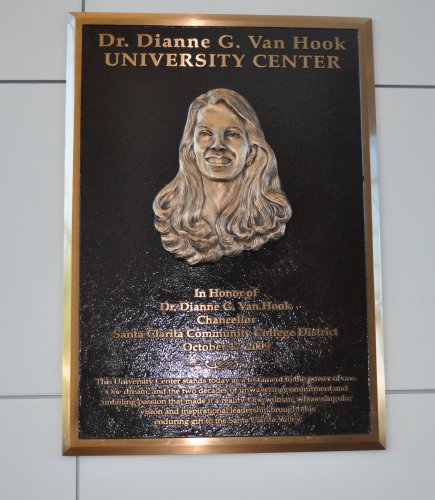 Dr. Dianne G. Van Hook
UNIVERSITY CENTER
In Honor of
Dr. Dianne G. Van Hook
Chancellor
Santa Clarita Community College District
October 17, 2009
This University Center stands today as a testament to the power of one.
One dream. And the two decades of unwavering commitment and
unfailing passion that made it a reality. One woman, whose singular
vision and inspirational leadership brought this
enduring gift to the Santa Clarita Valley.